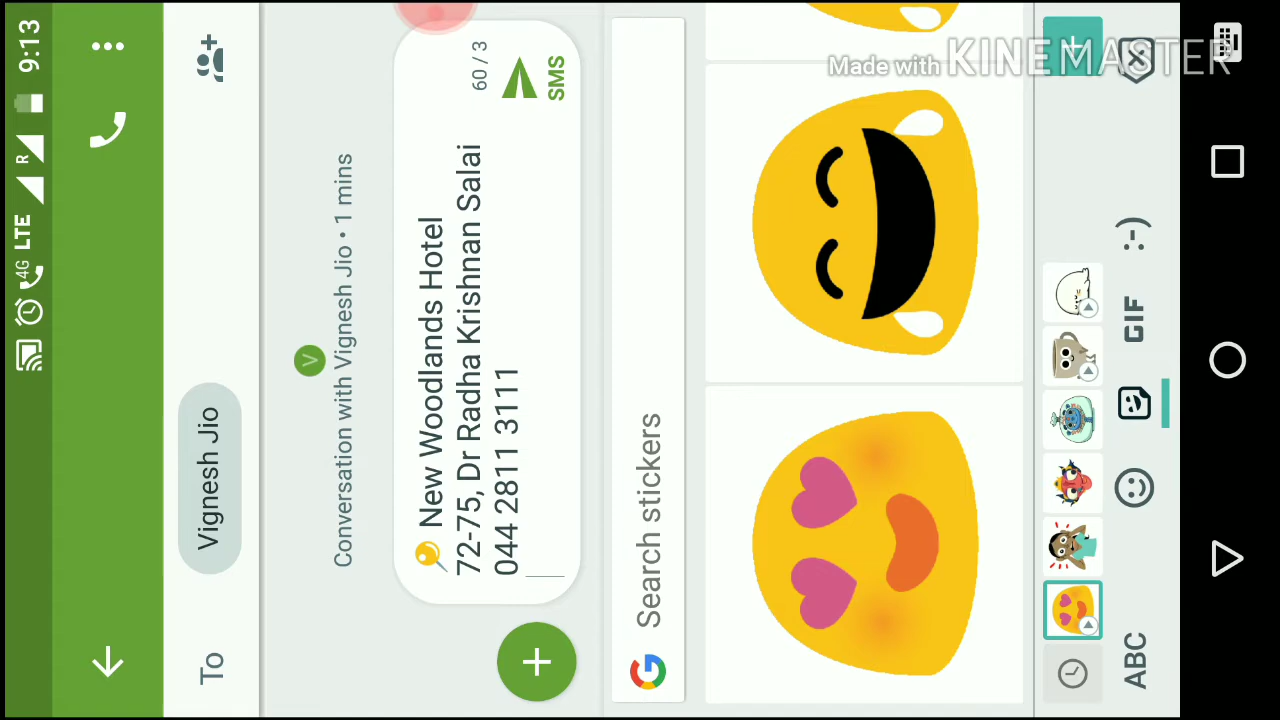 Made with KINEMASTER
R LTE 4G 9:13
To Vignesh Jio
V
Conversation with Vignesh Jio • 1 mins
New Woodlands Hotel
72-75, Dr Radha Krishnan Salai
044 2811 3111
60 / 3
SMS
Search stickers
ABC GIF :-)